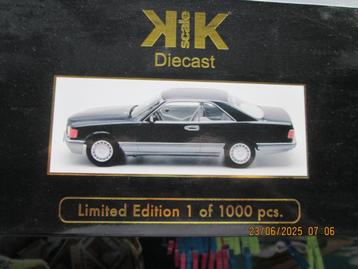 KK scale
Diecast
Limited Edition 1 of 1000 pcs.
23/06/2025 07:06